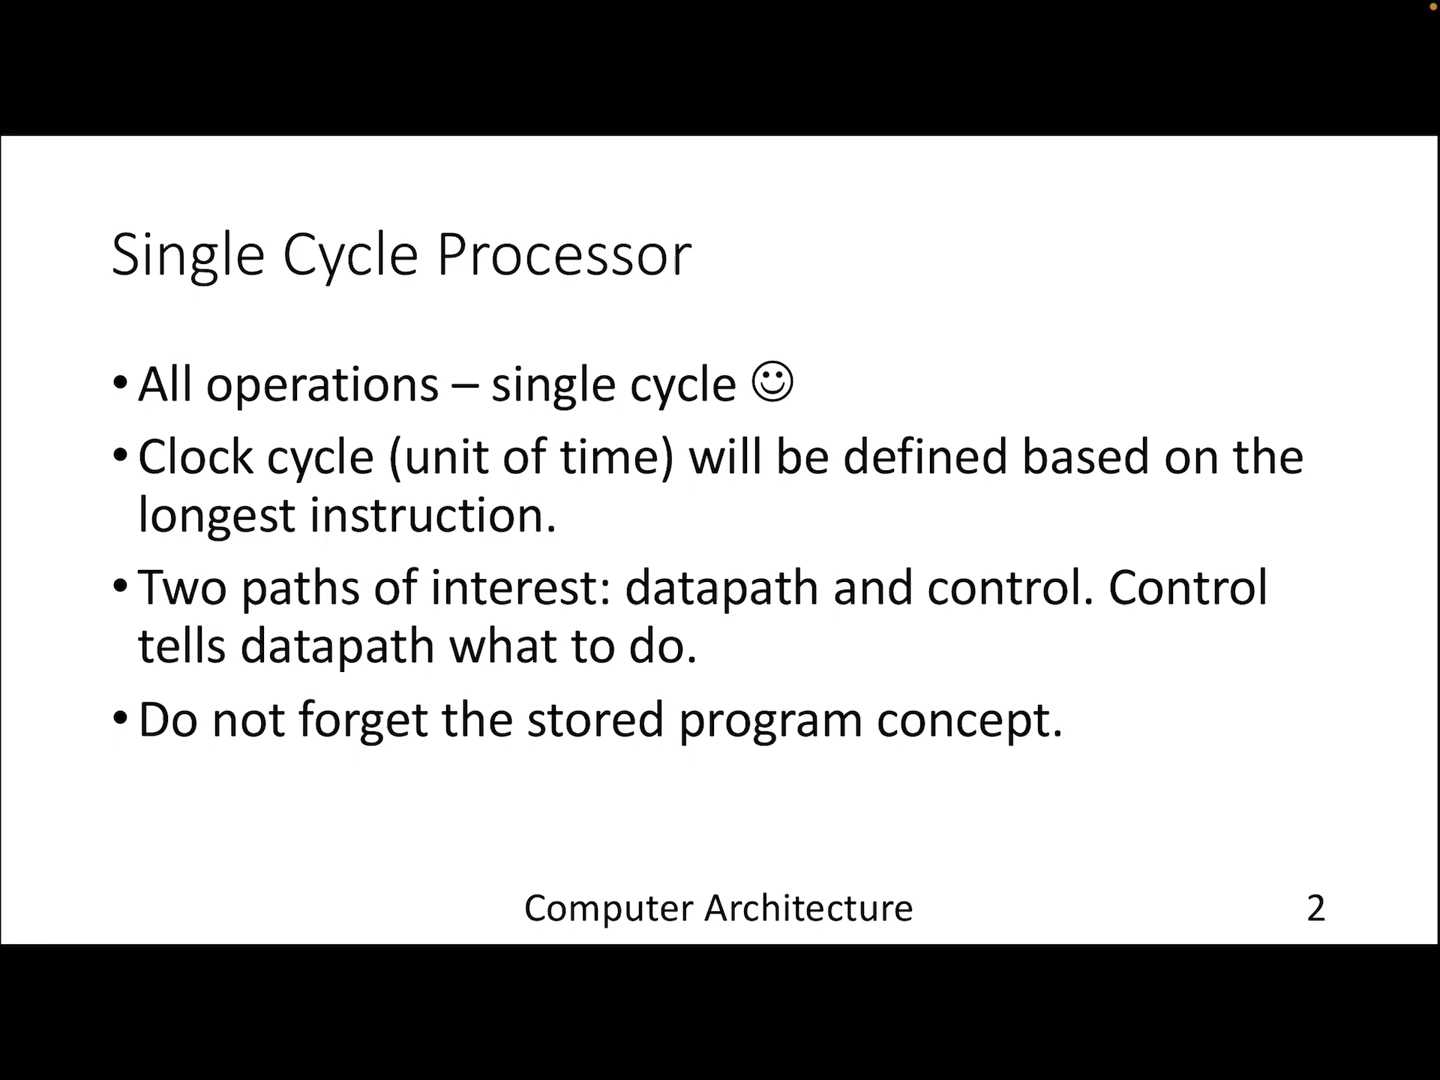 Single Cycle Processor
• All operations – single cycle ☺
• Clock cycle (unit of time) will be defined based on the
longest instruction.
• Two paths of interest: datapath and control. Control
tells datapath what to do.
• Do not forget the stored program concept.
Computer Architecture
2